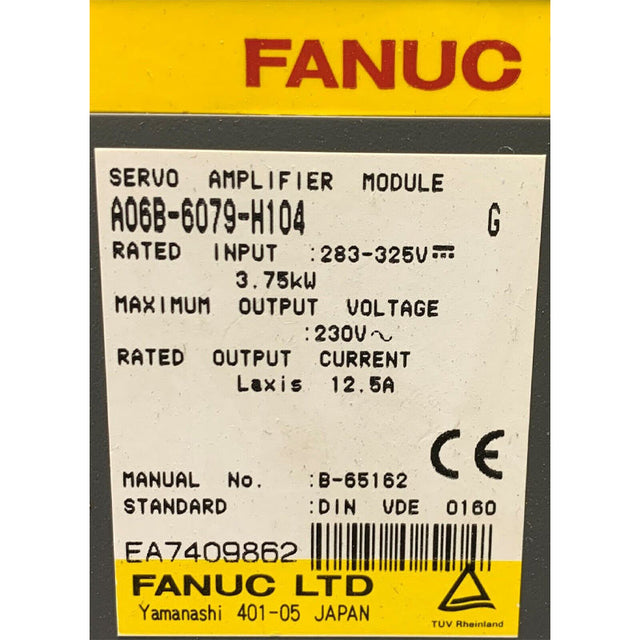 FANUC
SERVO AMPLIFIER MODULE
A06B-6079-H104 G
RATED INPUT :283-325V⎓
3.75kW
MAXIMUM OUTPUT VOLTAGE
:230V～
RATED OUTPUT CURRENT
Laxis 12.5A
CE
MANUAL No. :B-65162
STANDARD :DIN VDE 0160
EA7409862
FANUC LTD
Yamanashi 401-05 JAPAN
TÜV Rheinland